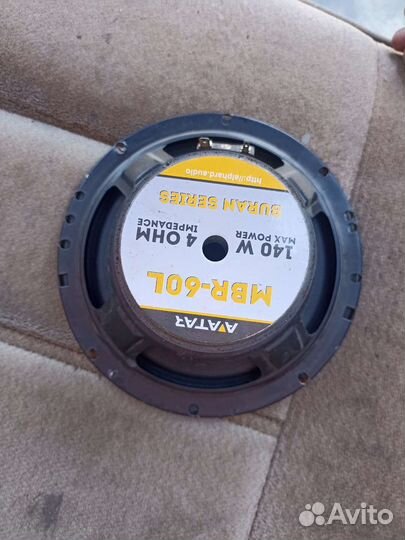 AVATAR
MBR-60L
140 W
MAX POWER
4 OHM
IMPEDANCE
BURAN SERIES
http://alphard.audio
Avito